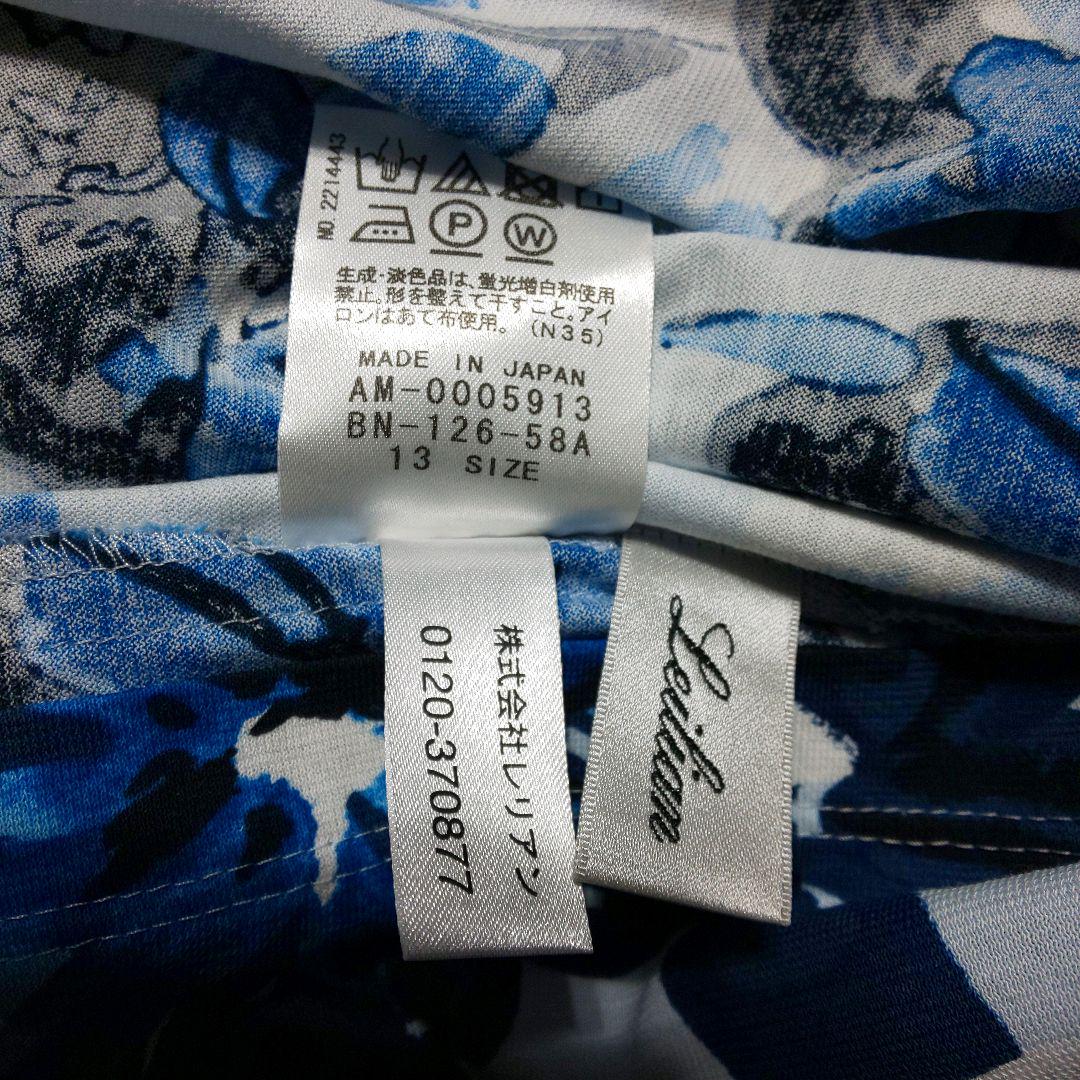 NO. 2214443
P
W
生成・淡色品は、蛍光増白剤使用
禁止。形を整えて干すこと。アイ
ロンはあて布使用。(N35)
MADE IN JAPAN
AM-0005913
BN-126-58A
13 SIZE
株式会社レリアン
0120-370877
Leilian